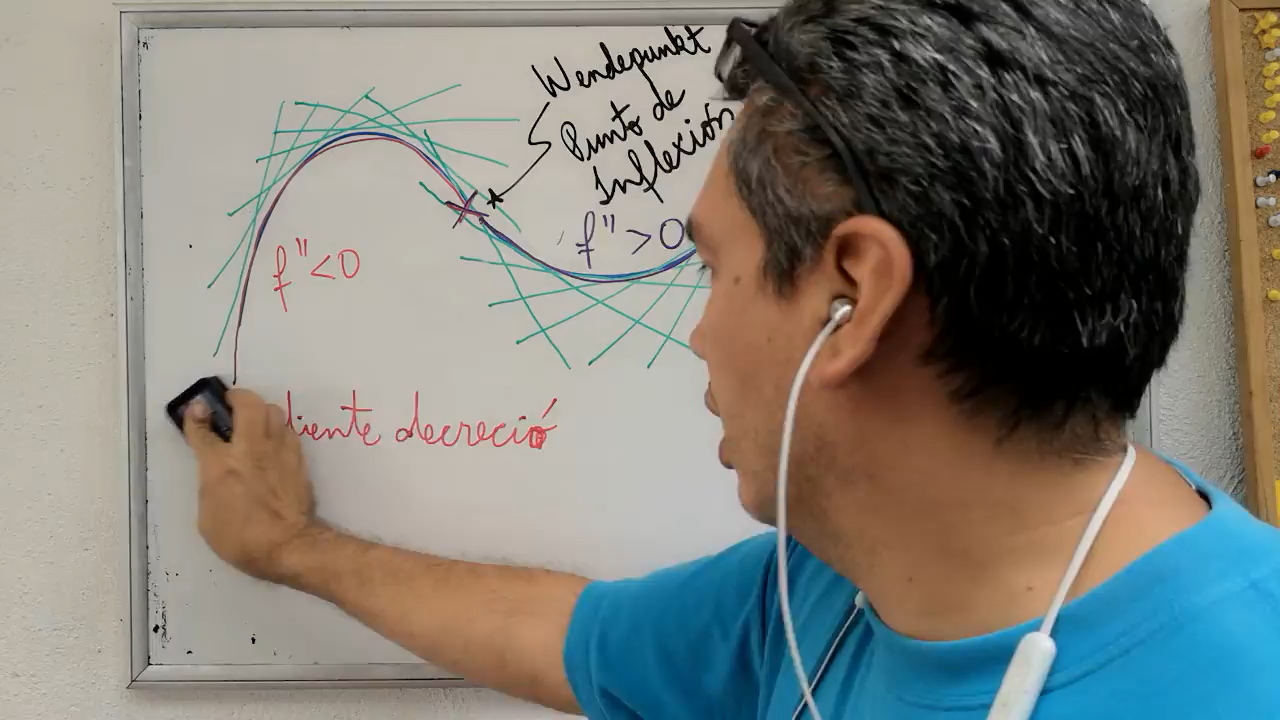 Wendepunkt
Punto de
Inflexión
f" > 0
f" < 0
diente decreció